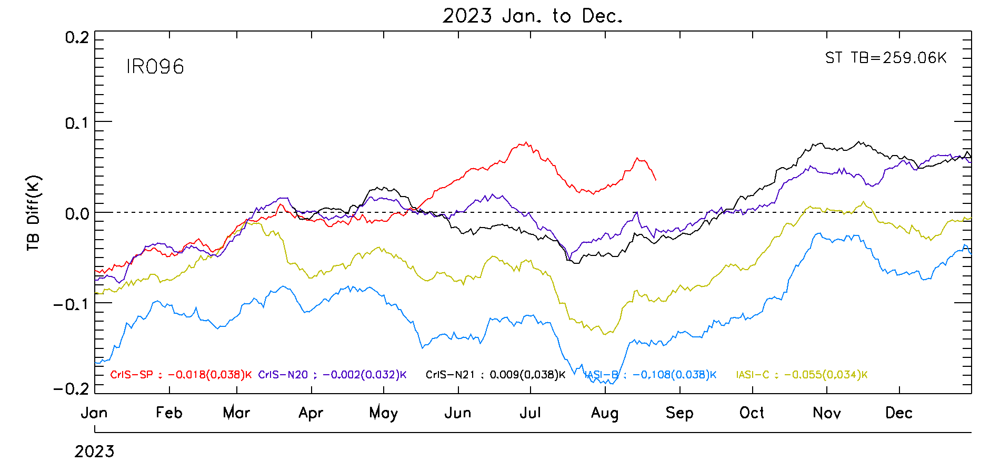 2023 Jan. to Dec.
0.2
IR096
ST TB=259.06K
0.1
TB Diff(K)
0.0
-0.1
CrIS-SP : -0.018(0.038)K CrIS-N20 : -0.002(0.032)K CrIS-N21 : 0.009(0.038)K IASI-B : -0.108(0.038)K IASI-C : -0.055(0.034)K
-0.2
Jan Feb Mar Apr May Jun Jul Aug Sep Oct Nov Dec
2023